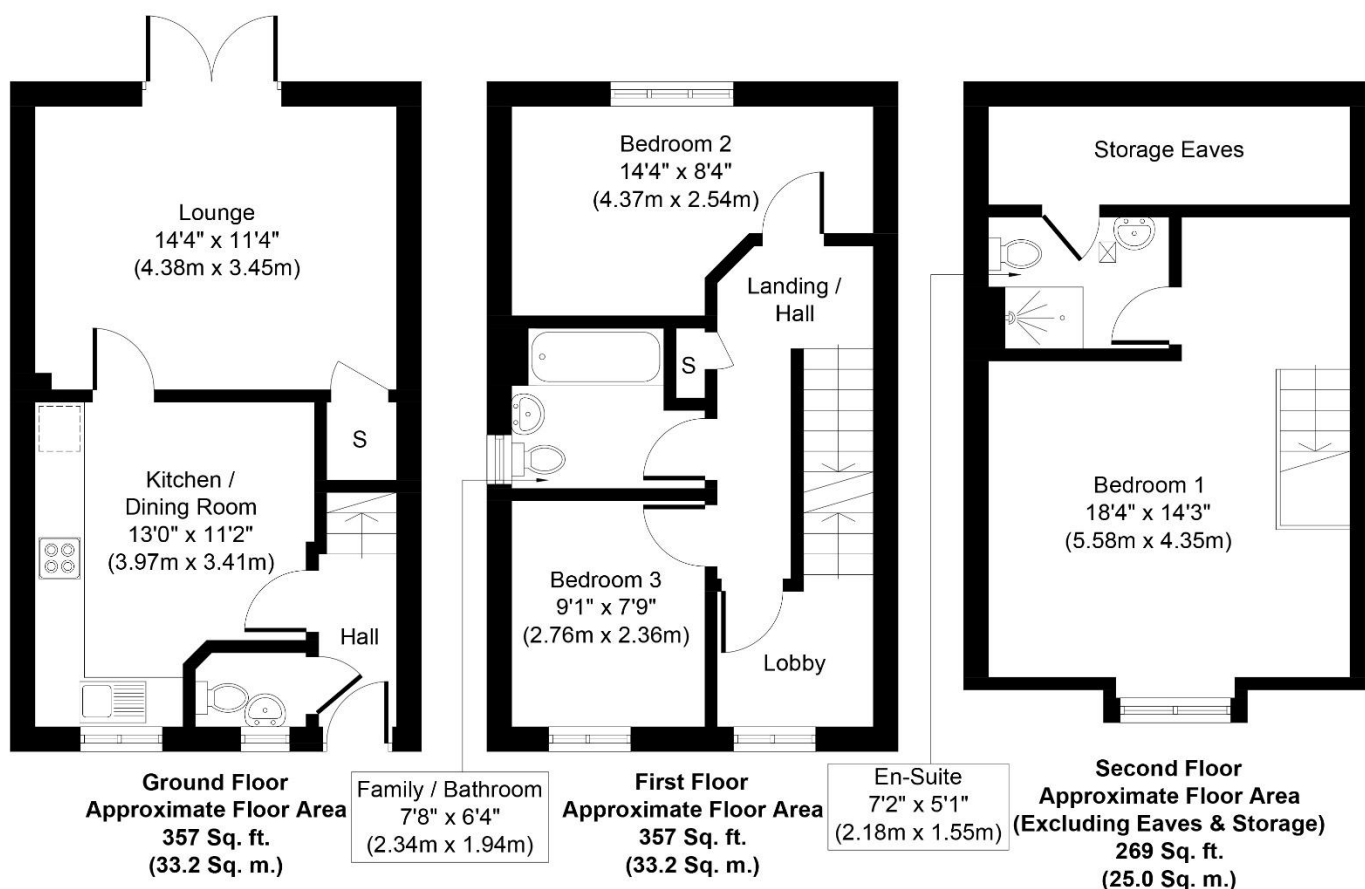 Lounge
14'4" x 11'4"
(4.38m x 3.45m)
S
Kitchen /
Dining Room
13'0" x 11'2"
(3.97m x 3.41m)
Hall
Ground Floor
Approximate Floor Area
357 Sq. ft.
(33.2 Sq. m.)
Bedroom 2
14'4" x 8'4"
(4.37m x 2.54m)
Landing /
Hall
S
Bedroom 3
9'1" x 7'9"
(2.76m x 2.36m)
Lobby
Family / Bathroom
7'8" x 6'4"
(2.34m x 1.94m)
First Floor
Approximate Floor Area
357 Sq. ft.
(33.2 Sq. m.)
Storage Eaves
Bedroom 1
18'4" x 14'3"
(5.58m x 4.35m)
En-Suite
7'2" x 5'1"
(2.18m x 1.55m)
Second Floor
Approximate Floor Area
(Excluding Eaves & Storage)
269 Sq. ft.
(25.0 Sq. m.)